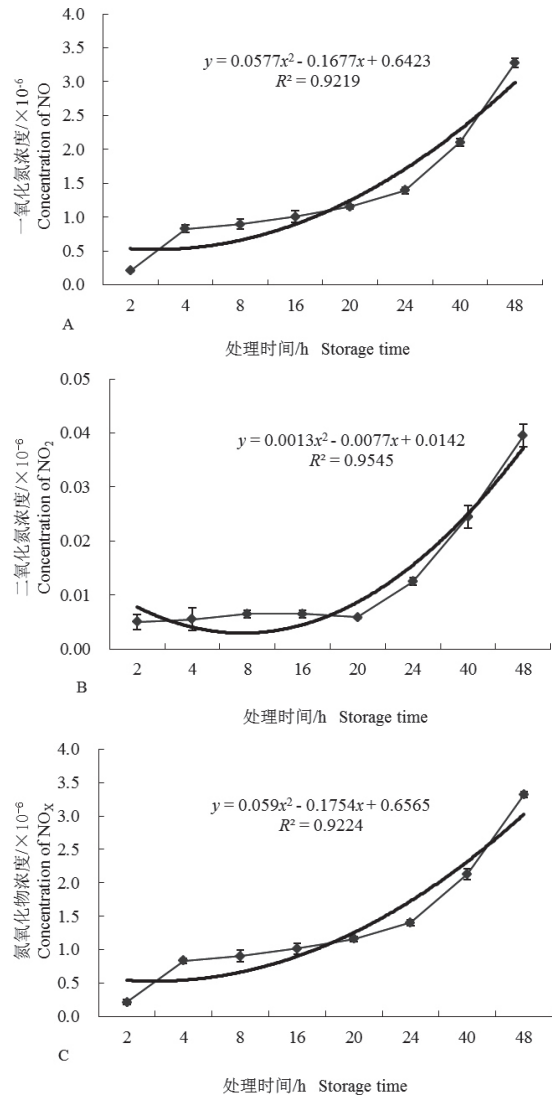 4.0
y = 0.0577x² - 0.1677x + 0.6423
R² = 0.9219
3.5
3.0
2.5
2.0
1.5
1.0
0.5
0.0
一氧化氮浓度/×10⁻⁶
Concentration of NO
2 4 8 16 20 24 40 48
A
处理时间/h Storage time
0.05
y = 0.0013x² - 0.0077x + 0.0142
R² = 0.9545
0.04
0.03
0.02
0.01
0.00
二氧化氮浓度/×10⁻⁶
Concentration of NO₂
2 4 8 16 20 24 40 48
B
处理时间/h Storage time
4.0
y = 0.059x² - 0.1754x + 0.6565
R² = 0.9224
3.5
3.0
2.5
2.0
1.5
1.0
0.5
0.0
氮氧化物浓度/×10⁻⁶
Concentration of NOX
2 4 8 16 20 24 40 48
C
处理时间/h Storage time